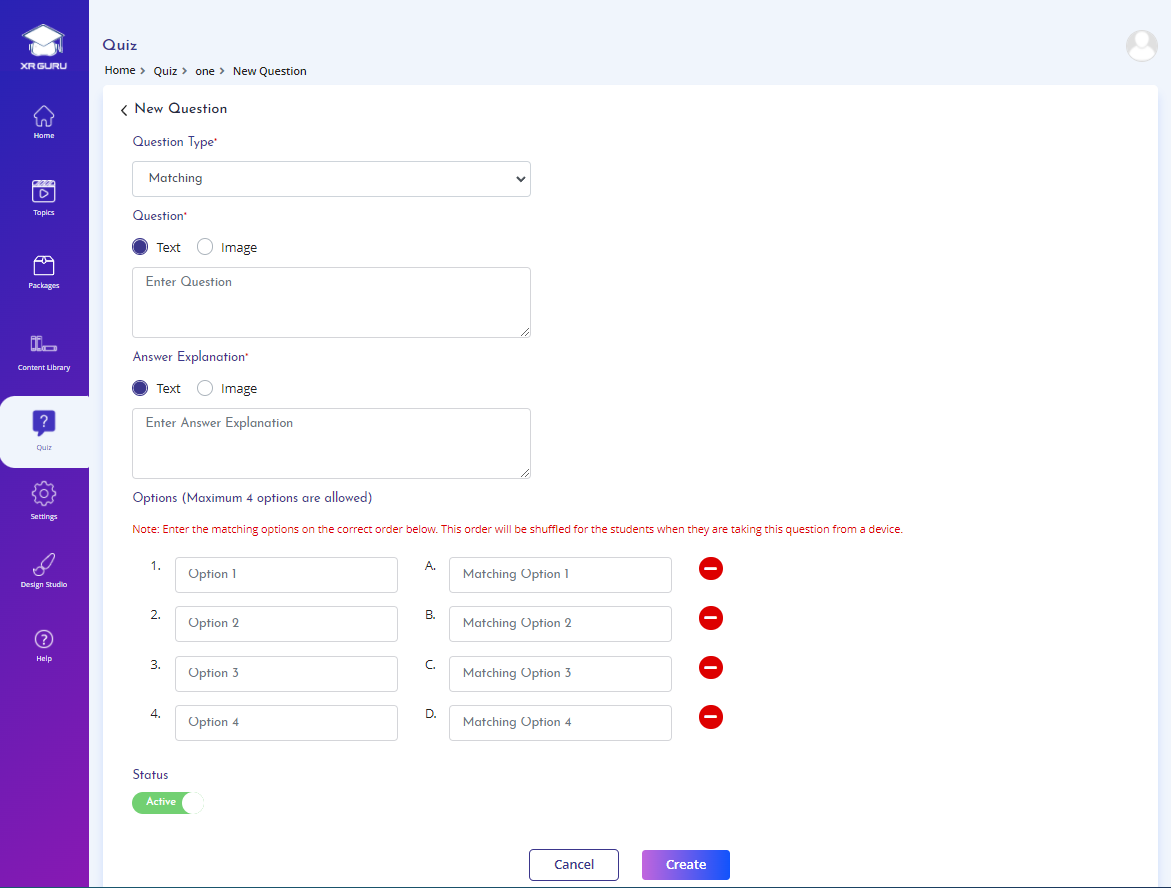 XR GURU
Home
Topics
Packages
Content Library
?
Quiz
Settings
Design Studio
?
Help
Quiz
Home > Quiz > one > New Question
New Question
Question Type*
Matching
Question*
Text Image
Enter Question
Answer Explanation*
Text Image
Enter Answer Explanation
Options (Maximum 4 options are allowed)
Note: Enter the matching options on the correct order below. This order will be shuffled for the students when they are taking this question from a device.
1. Option 1 A. Matching Option 1
2. Option 2 B. Matching Option 2
3. Option 3 C. Matching Option 3
4. Option 4 D. Matching Option 4
Status
Active
Cancel Create